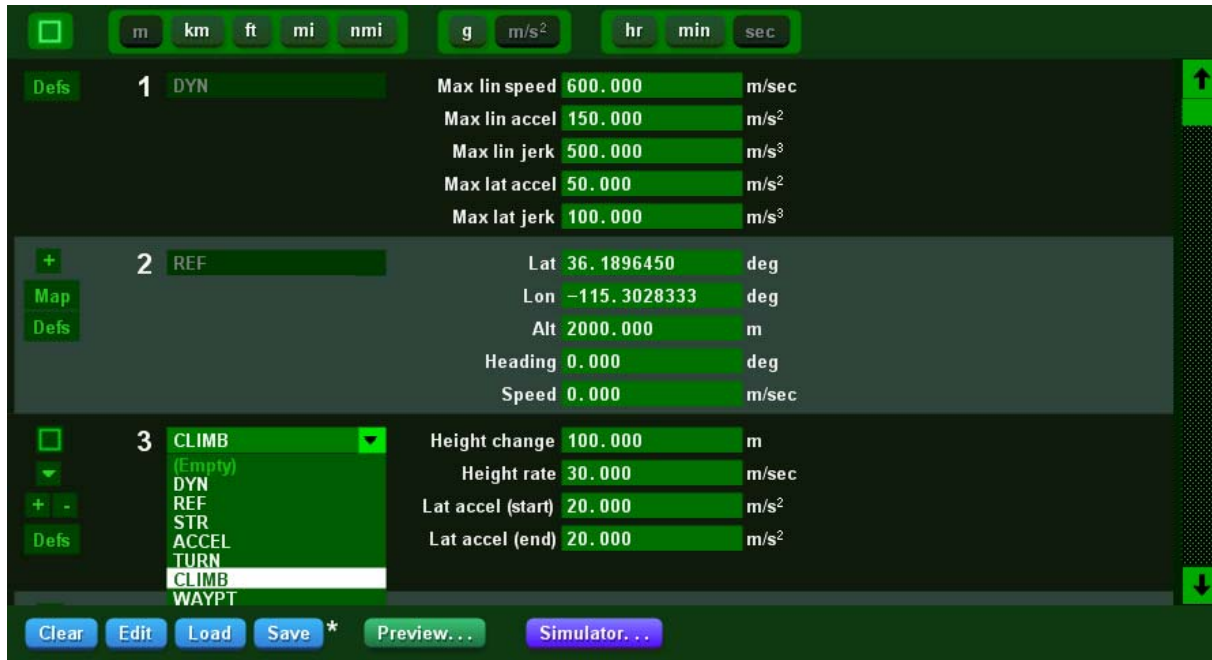 m km ft mi nmi g m/s² hr min sec
Defs 1 DYN Max lin speed 600.000 m/sec
Max lin accel 150.000 m/s²
Max lin jerk 500.000 m/s³
Max lat accel 50.000 m/s²
Max lat jerk 100.000 m/s³
+ 2 REF Lat 36.1896450 deg
Map Lon −115.3028333 deg
Defs Alt 2000.000 m
Heading 0.000 deg
Speed 0.000 m/sec
3 CLIMB Height change 100.000 m
(Empty)
DYN Height rate 30.000 m/sec
+ - REF Lat accel (start) 20.000 m/s²
STR
Defs ACCEL Lat accel (end) 20.000 m/s²
TURN
CLIMB
WAYPT
Clear Edit Load Save * Preview... Simulator...